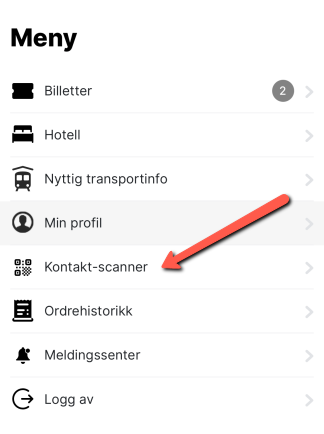 Meny
Billetter 2
Hotell
Nyttig transportinfo
Min profil
Kontakt-scanner
Ordrehistorikk
Meldingssenter
Logg av